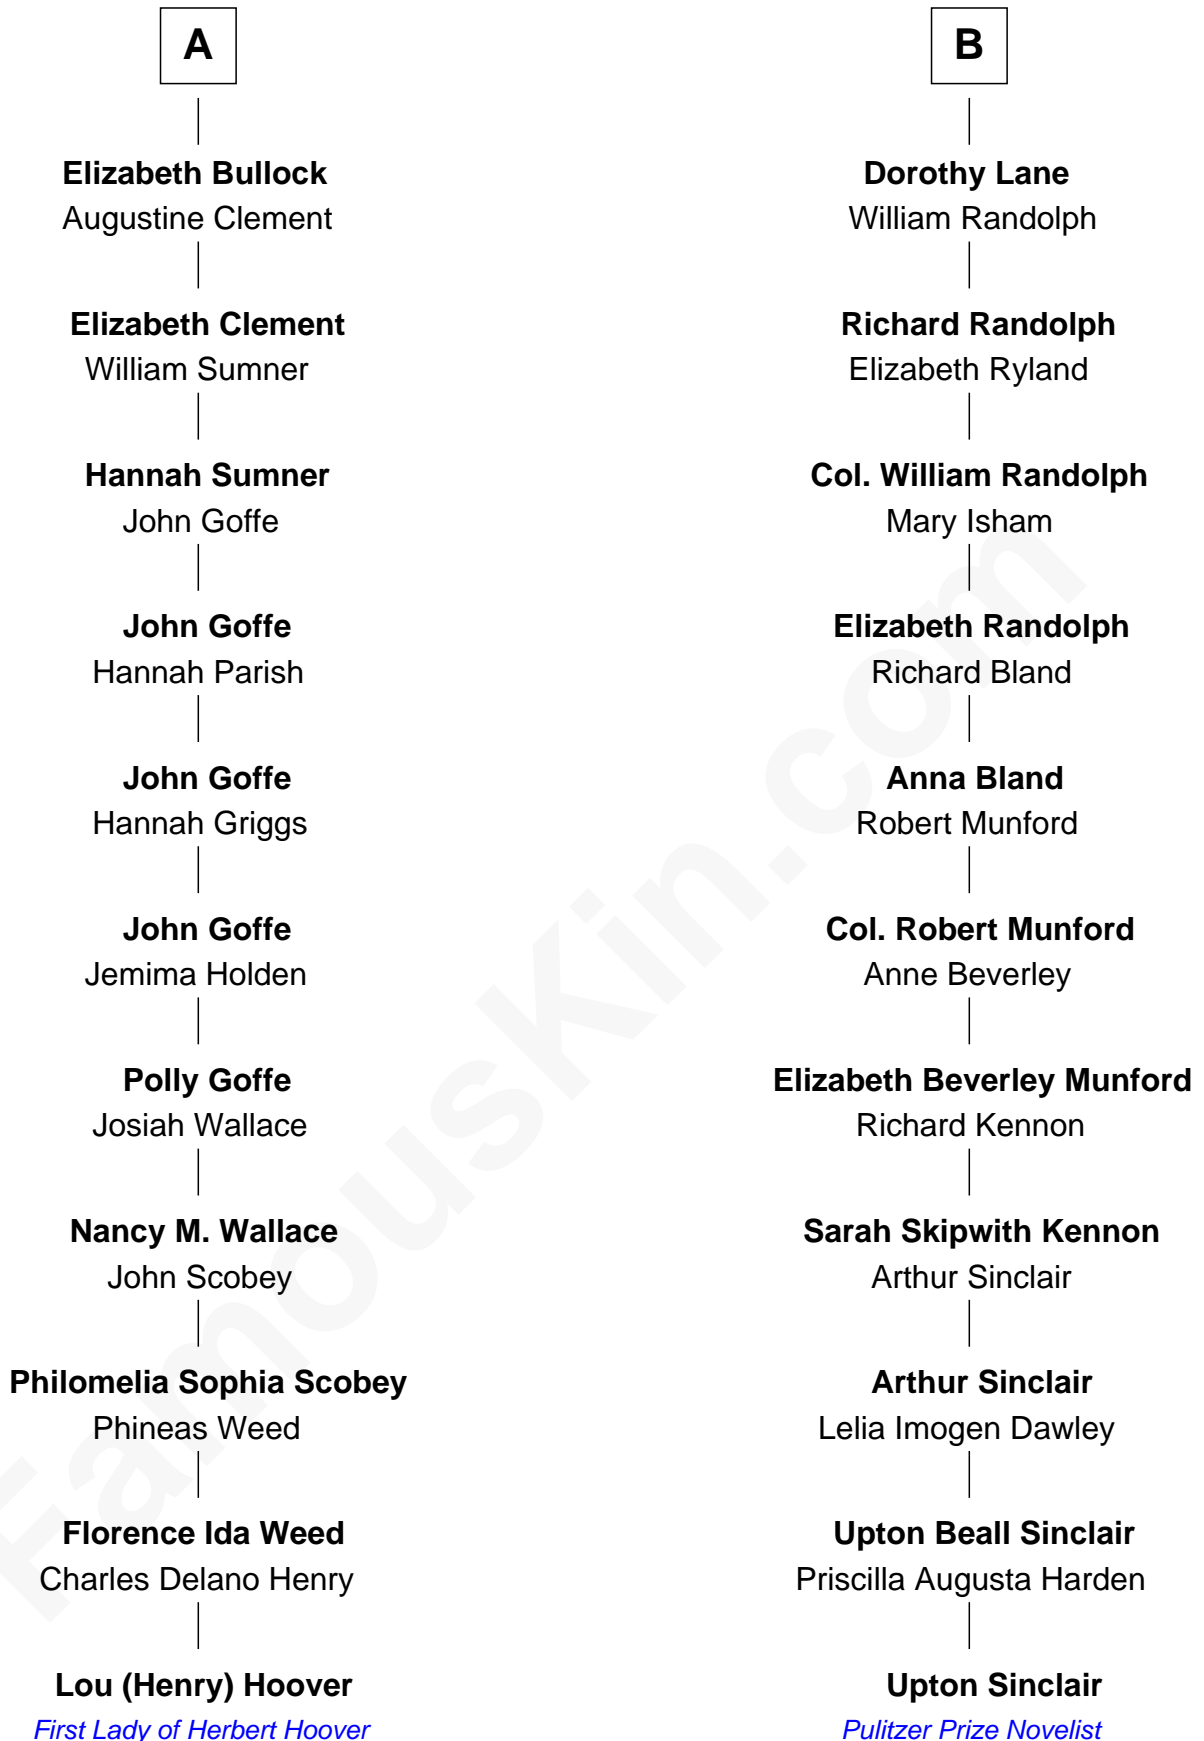 A
Elizabeth Bullock
Augustine Clement
Elizabeth Clement
William Sumner
Hannah Sumner
John Goffe
John Goffe
Hannah Parish
John Goffe
Hannah Griggs
John Goffe
Jemima Holden
Polly Goffe
Josiah Wallace
Nancy M. Wallace
John Scobey
Philomelia Sophia Scobey
Phineas Weed
Florence Ida Weed
Charles Delano Henry
Lou (Henry) Hoover
First Lady of Herbert Hoover
B
Dorothy Lane
William Randolph
Richard Randolph
Elizabeth Ryland
Col. William Randolph
Mary Isham
Elizabeth Randolph
Richard Bland
Anna Bland
Robert Munford
Col. Robert Munford
Anne Beverley
Elizabeth Beverley Munford
Richard Kennon
Sarah Skipwith Kennon
Arthur Sinclair
Arthur Sinclair
Lelia Imogen Dawley
Upton Beall Sinclair
Priscilla Augusta Harden
Upton Sinclair
Pulitzer Prize Novelist
FamousKin.com